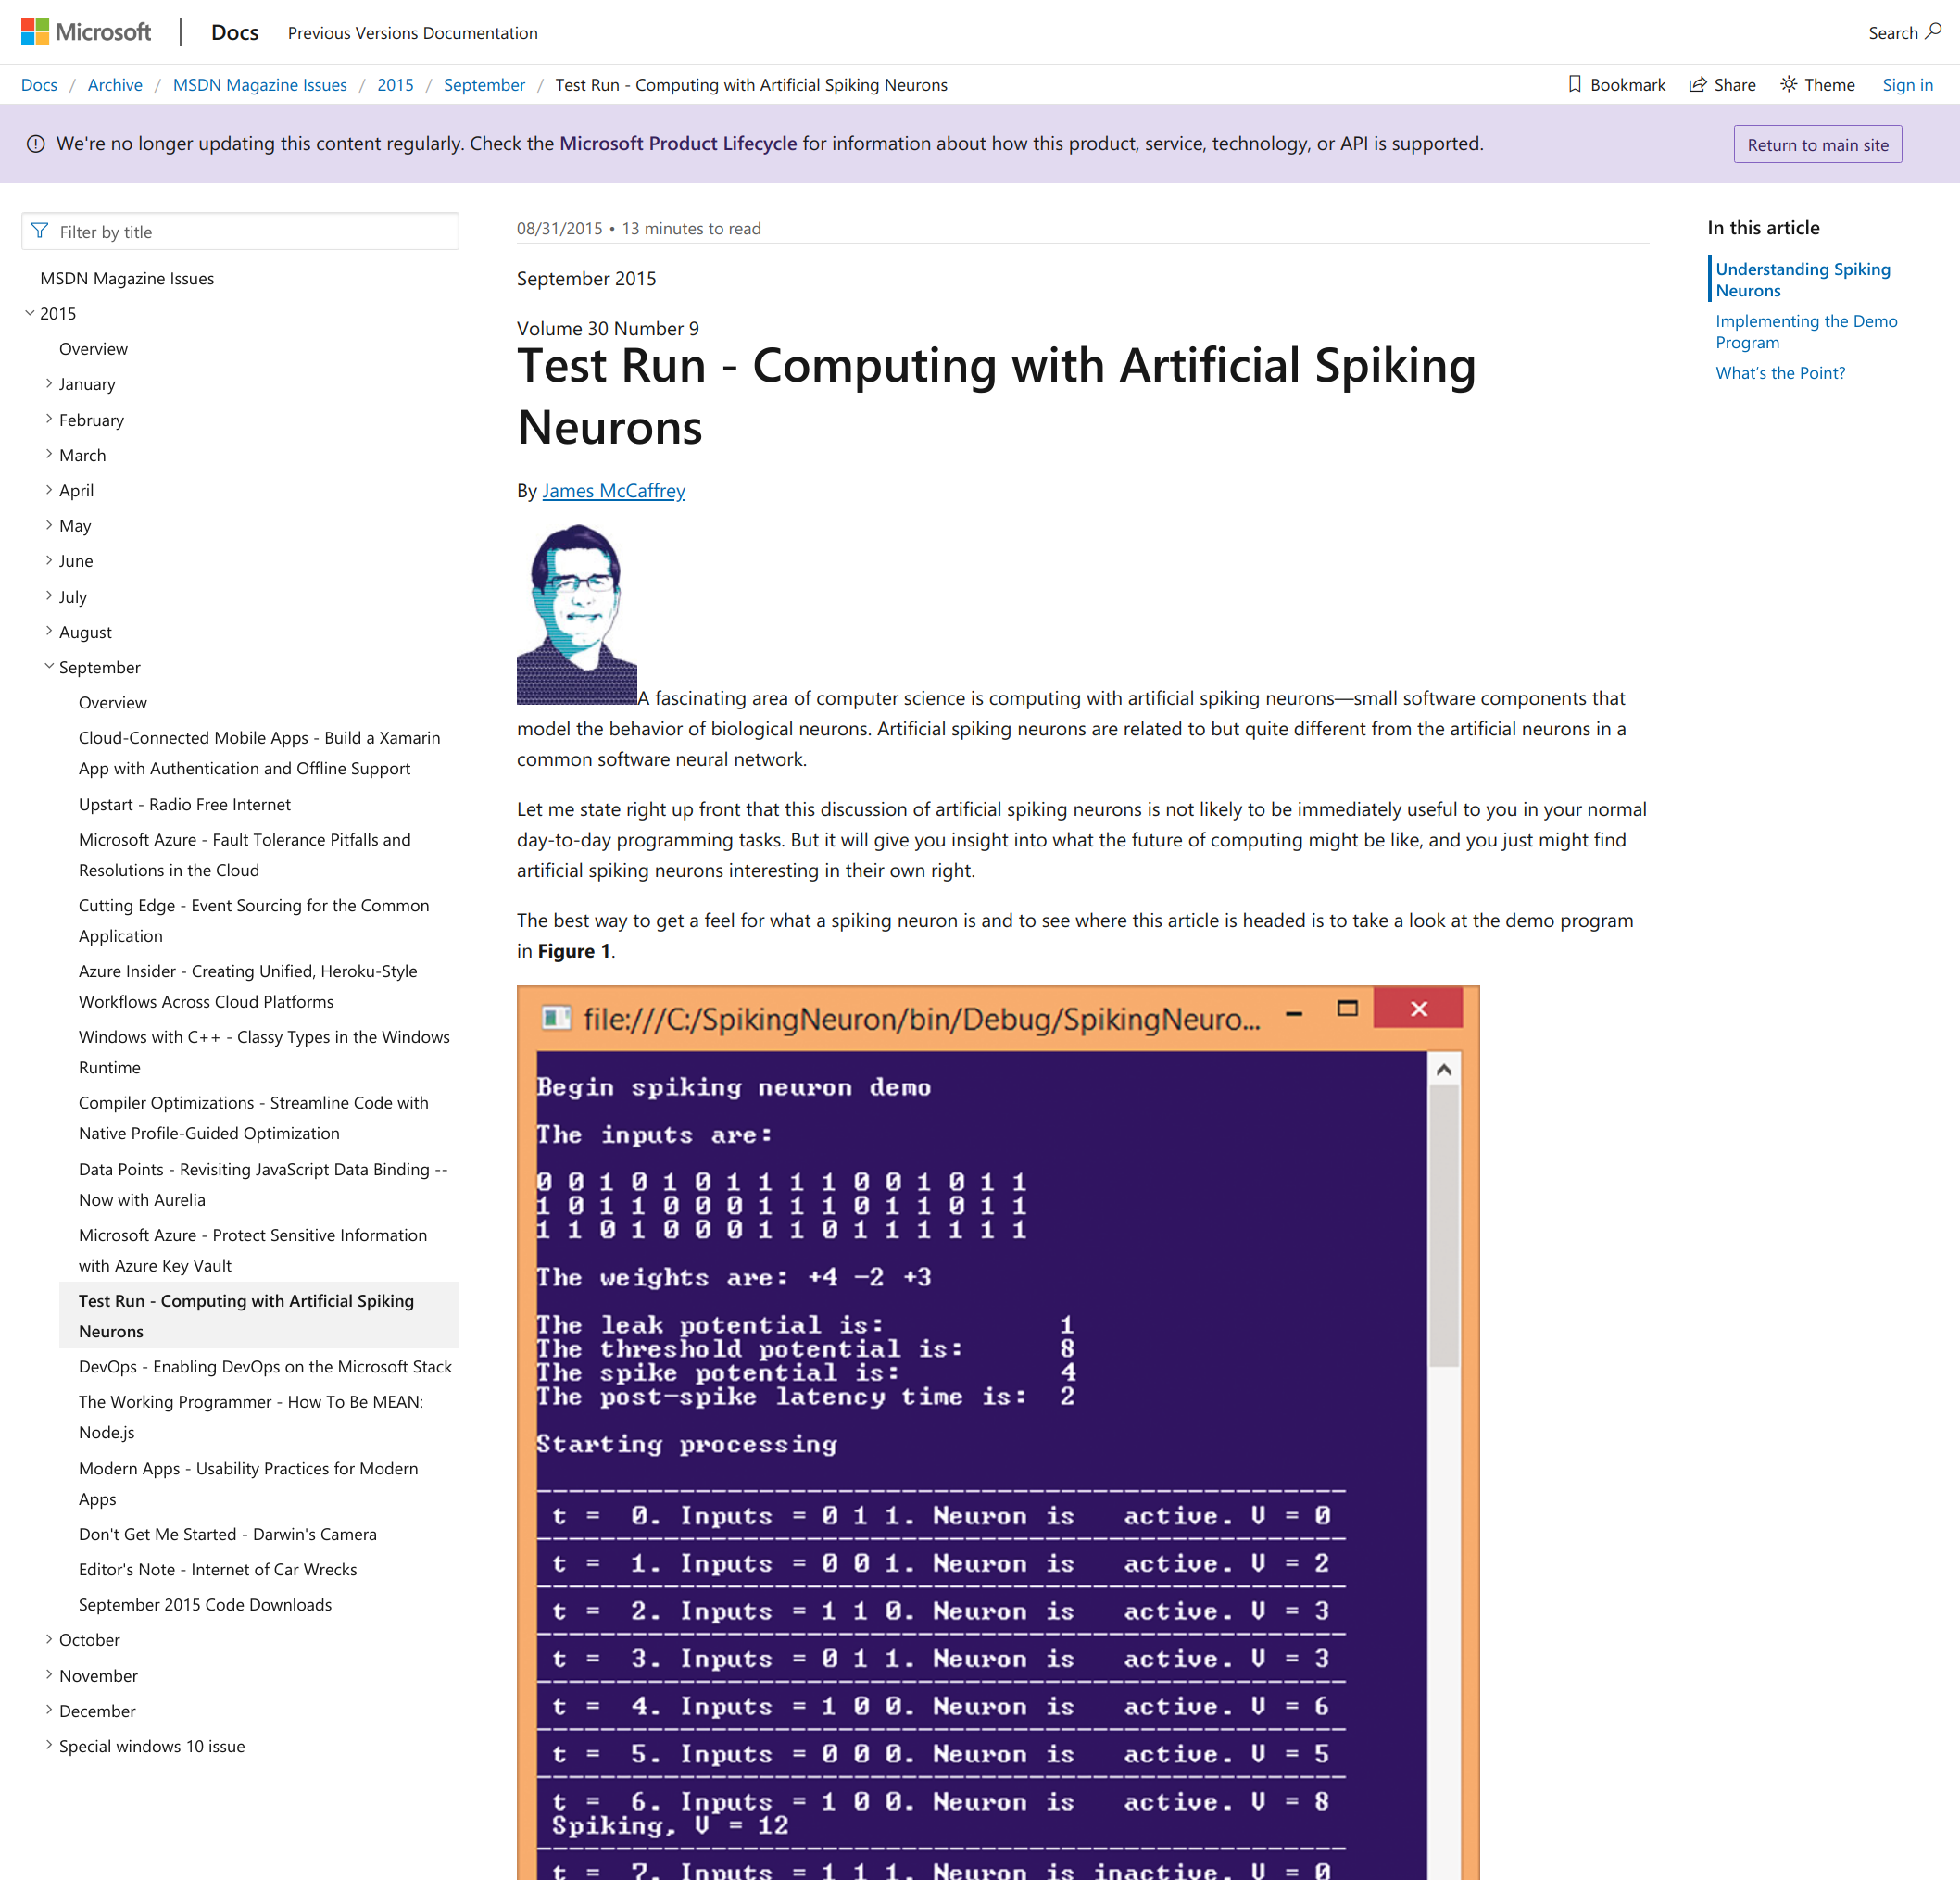 Microsoft Docs Previous Versions Documentation Search
Docs / Archive / MSDN Magazine Issues / 2015 / September / Test Run - Computing with Artificial Spiking Neurons Bookmark Share Theme Sign in
We're no longer updating this content regularly. Check the Microsoft Product Lifecycle for information about how this product, service, technology, or API is supported.
Return to main site
Filter by title
MSDN Magazine Issues
2015
Overview
January
February
March
April
May
June
July
August
September
Overview
Cloud-Connected Mobile Apps - Build a Xamarin
App with Authentication and Offline Support
Upstart - Radio Free Internet
Microsoft Azure - Fault Tolerance Pitfalls and
Resolutions in the Cloud
Cutting Edge - Event Sourcing for the Common
Application
Azure Insider - Creating Unified, Heroku-Style
Workflows Across Cloud Platforms
Windows with C++ - Classy Types in the Windows
Runtime
Compiler Optimizations - Streamline Code with
Native Profile-Guided Optimization
Data Points - Revisiting JavaScript Data Binding --
Now with Aurelia
Microsoft Azure - Protect Sensitive Information
with Azure Key Vault
Test Run - Computing with Artificial Spiking
Neurons
DevOps - Enabling DevOps on the Microsoft Stack
The Working Programmer - How To Be MEAN:
Node.js
Modern Apps - Usability Practices for Modern
Apps
Don't Get Me Started - Darwin's Camera
Editor's Note - Internet of Car Wrecks
September 2015 Code Downloads
October
November
December
Special windows 10 issue
08/31/2015 • 13 minutes to read
September 2015
Volume 30 Number 9
Test Run - Computing with Artificial Spiking
Neurons
By James McCaffrey
A fascinating area of computer science is computing with artificial spiking neurons—small software components that
model the behavior of biological neurons. Artificial spiking neurons are related to but quite different from the artificial neurons in a
common software neural network.
Let me state right up front that this discussion of artificial spiking neurons is not likely to be immediately useful to you in your normal
day-to-day programming tasks. But it will give you insight into what the future of computing might be like, and you just might find
artificial spiking neurons interesting in their own right.
The best way to get a feel for what a spiking neuron is and to see where this article is headed is to take a look at the demo program
in Figure 1.
file:///C:/SpikingNeuron/bin/Debug/SpikingNeuro...
Begin spiking neuron demo
The inputs are:
0 0 1 0 1 0 1 1 1 1 0 0 1 0 1 1
1 0 1 1 0 0 0 1 1 1 0 1 1 0 1 1
1 1 0 1 0 0 0 1 1 0 1 1 1 1 1 1
The weights are: +4 -2 +3
The leak potential is: 1
The threshold potential is: 8
The spike potential is: 4
The post-spike latency time is: 2
Starting processing
t = 0. Inputs = 0 1 1. Neuron is active. V = 0
t = 1. Inputs = 0 0 1. Neuron is active. V = 2
t = 2. Inputs = 1 1 0. Neuron is active. V = 3
t = 3. Inputs = 0 1 1. Neuron is active. V = 3
t = 4. Inputs = 1 0 0. Neuron is active. V = 6
t = 5. Inputs = 0 0 0. Neuron is active. V = 5
t = 6. Inputs = 1 0 0. Neuron is active. V = 8
Spiking, V = 12
t = 7. Inputs = 1 1 1. Neuron is inactive. V = 0
In this article
Understanding Spiking
Neurons
Implementing the Demo
Program
What's the Point?